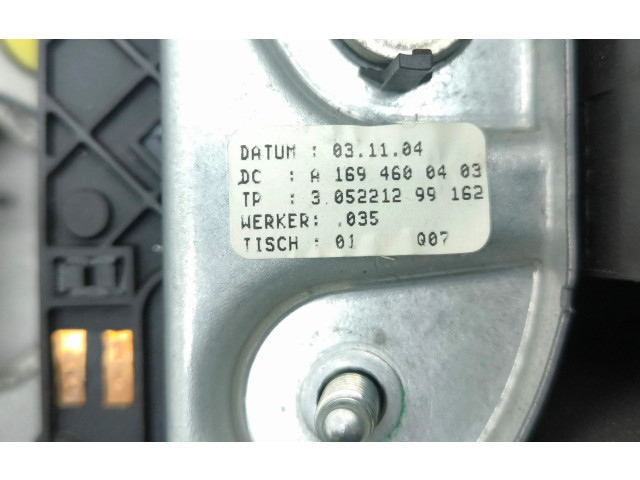 DATUM : 03.11.04
DC : A 169 460 04 03
TP : 3.052212 99 162
WERKER: .035
TISCH : 01 Q07